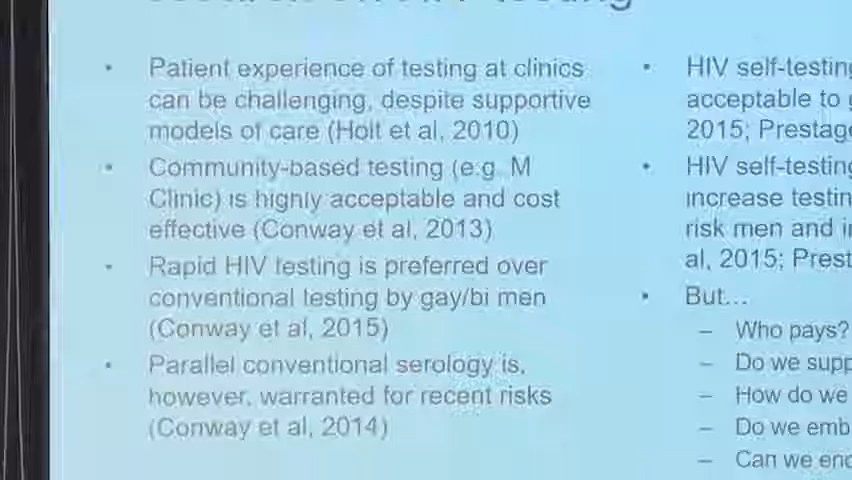 • Patient experience of testing at clinics
can be challenging, despite supportive
models of care (Holt et al, 2010)
• Community-based testing (e.g. M
Clinic) is highly acceptable and cost
effective (Conway et al, 2013)
• Rapid HIV testing is preferred over
conventional testing by gay/bi men
(Conway et al, 2015)
• Parallel conventional serology is,
however, warranted for recent risks
(Conway et al, 2014)
• HIV self-testing
acceptable to
2015; Prestag
• HIV self-testing
increase testin
risk men and i
al, 2015; Prest
• But...
– Who pays?
– Do we supp
– How do we
– Do we emb
– Can we enc